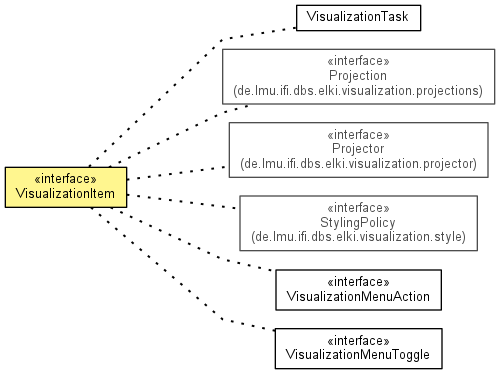 VisualizationTask
«interface»
Projection
(de.lmu.ifi.dbs.elki.visualization.projections)
«interface»
Projector
(de.lmu.ifi.dbs.elki.visualization.projector)
«interface»
VisualizationItem
«interface»
StylingPolicy
(de.lmu.ifi.dbs.elki.visualization.style)
«interface»
VisualizationMenuAction
«interface»
VisualizationMenuToggle